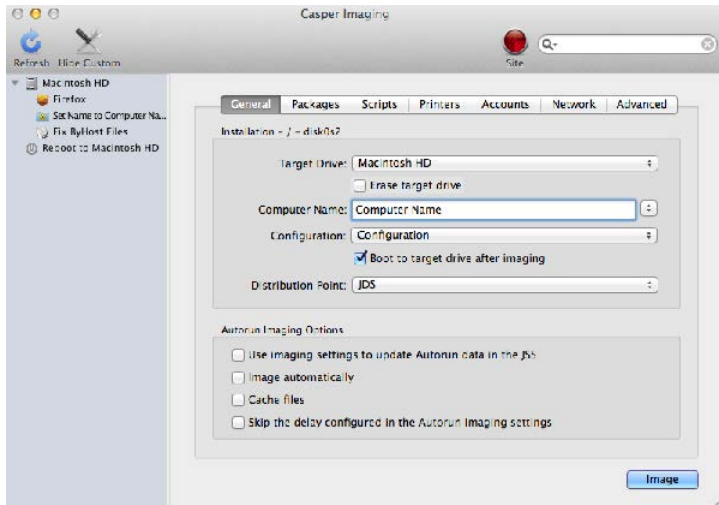 Casper Imaging
Refresh Hide Custom
Site
Macintosh HD
Firefox
Set Name to Computer Na...
Fix ByHost Files
Reboot to Macintosh HD
General Packages Scripts Printers Accounts Network Advanced
Installation - / - disk0s2
Target Drive: Macintosh HD
Erase target drive
Computer Name: Computer Name
Configuration: Configuration
Boot to target drive after imaging
Distribution Point: JDS
Autorun Imaging Options
Use imaging settings to update Autorun data in the JSS
Image automatically
Cache files
Skip the delay configured in the Autorun Imaging settings
Image